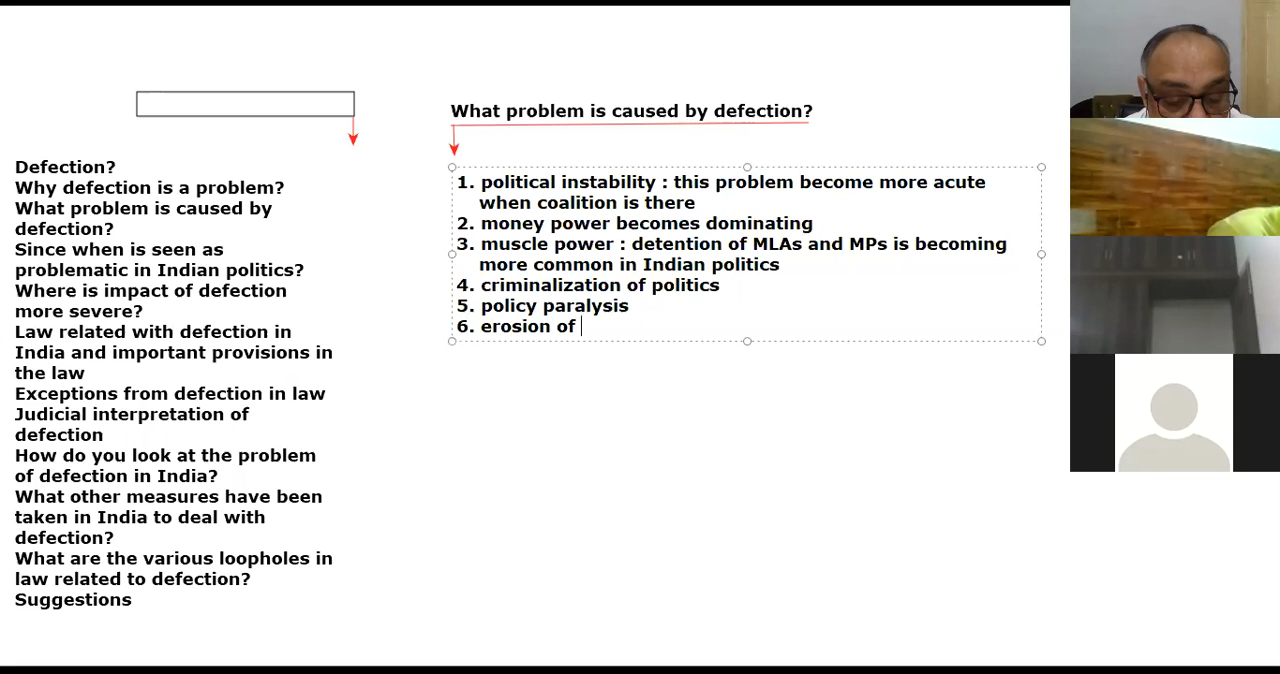 Defection?
Why defection is a problem?
What problem is caused by
defection?
Since when is seen as
problematic in Indian politics?
Where is impact of defection
more severe?
Law related with defection in
India and important provisions in
the law
Exceptions from defection in law
Judicial interpretation of
defection
How do you look at the problem
of defection in India?
What other measures have been
taken in India to deal with
defection?
What are the various loopholes in
law related to defection?
Suggestions
What problem is caused by defection?
1. political instability : this problem become more acute
when coalition is there
2. money power becomes dominating
3. muscle power : detention of MLAs and MPs is becoming
more common in Indian politics
4. criminalization of politics
5. policy paralysis
6. erosion of